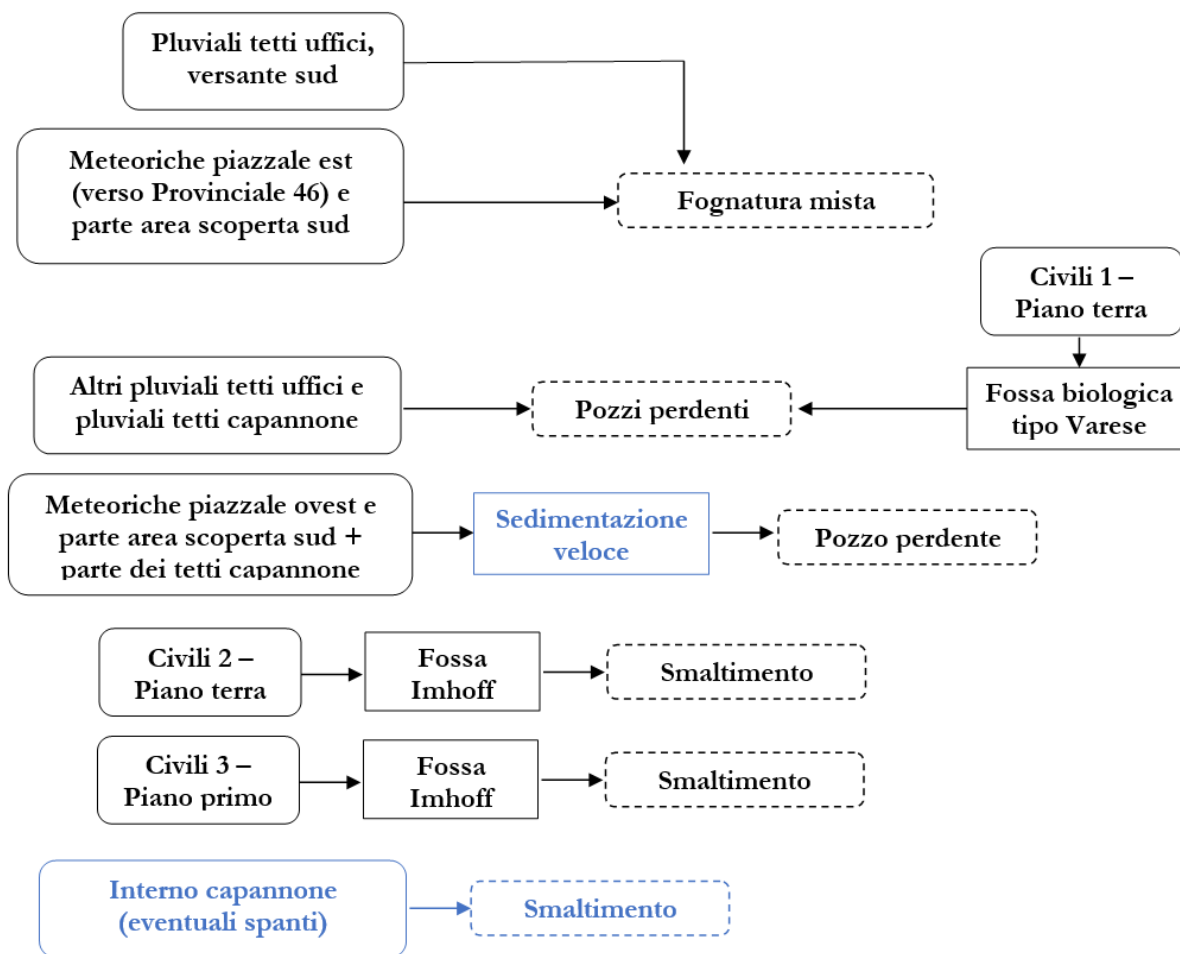 Pluviali tetti uffici,
versante sud
Meteoriche piazzale est
(verso Provinciale 46) e
parte area scoperta sud
Fognatura mista
Civili 1 –
Piano terra
Altri pluviali tetti uffici e
pluviali tetti capannone
Pozzi perdenti
Fossa biologica
tipo Varese
Meteoriche piazzale ovest e
parte area scoperta sud +
parte dei tetti capannone
Sedimentazione
veloce
Pozzo perdente
Civili 2 –
Piano terra
Fossa
Imhoff
Smaltimento
Civili 3 –
Piano primo
Fossa
Imhoff
Smaltimento
Interno capannone
(eventuali spanti)
Smaltimento